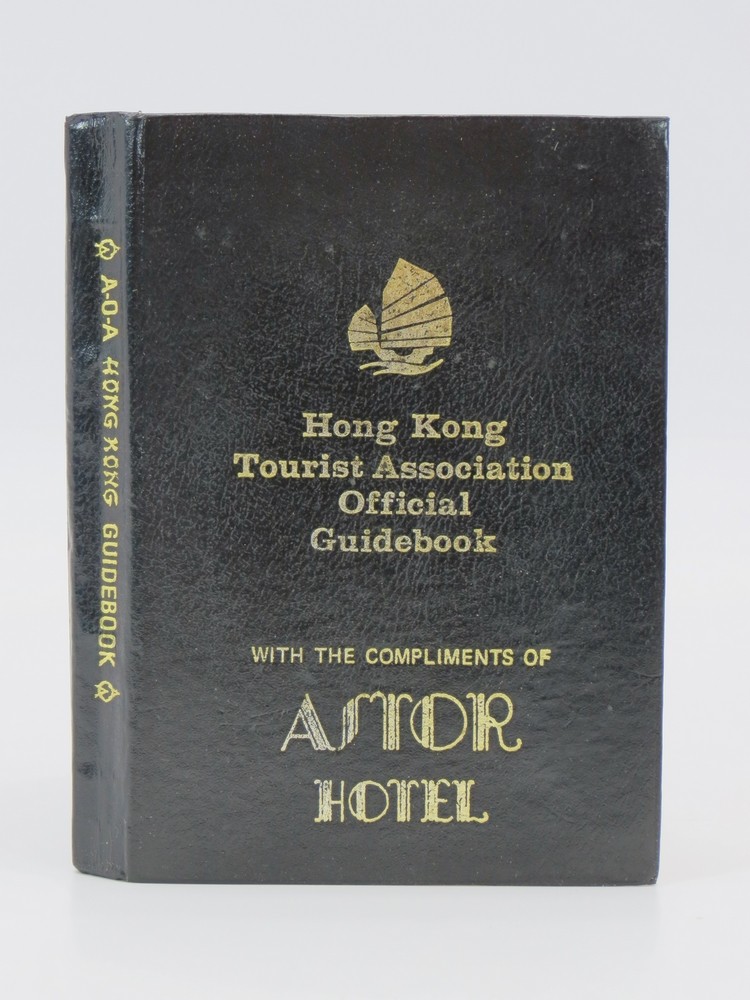 A-O-A HONG KONG GUIDEBOOK
Hong Kong
Tourist Association
Official
Guidebook
WITH THE COMPLIMENTS OF
ASTOR
HOTEL